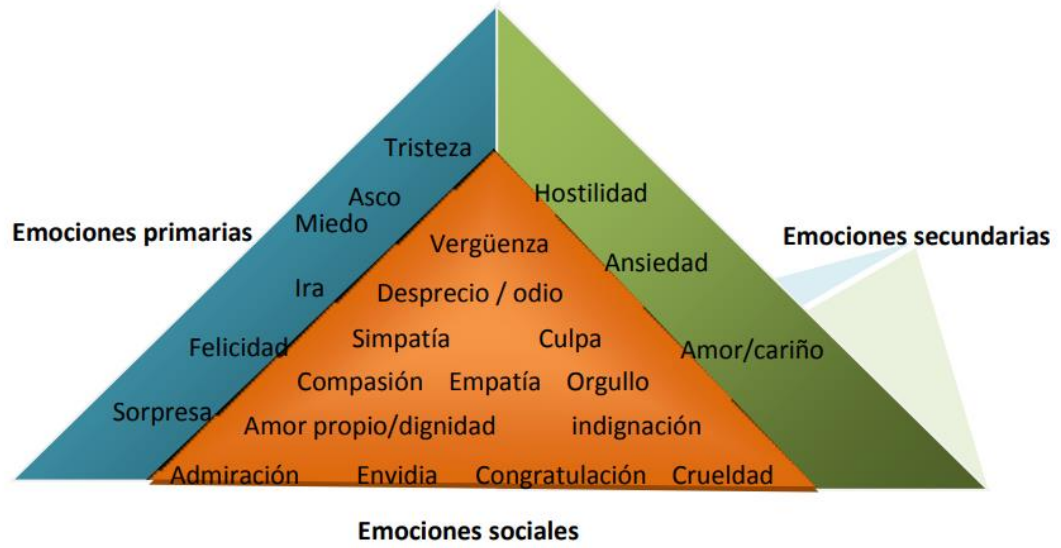 Tristeza
Asco
Miedo
Ira
Felicidad
Sorpresa
Emociones primarias
Hostilidad
Ansiedad
Amor/cariño
Emociones secundarias
Vergüenza
Desprecio / odio
Simpatía Culpa
Compasión Empatía Orgullo
Amor propio/dignidad indignación
Admiración Envidia Congratulación Crueldad
Emociones sociales